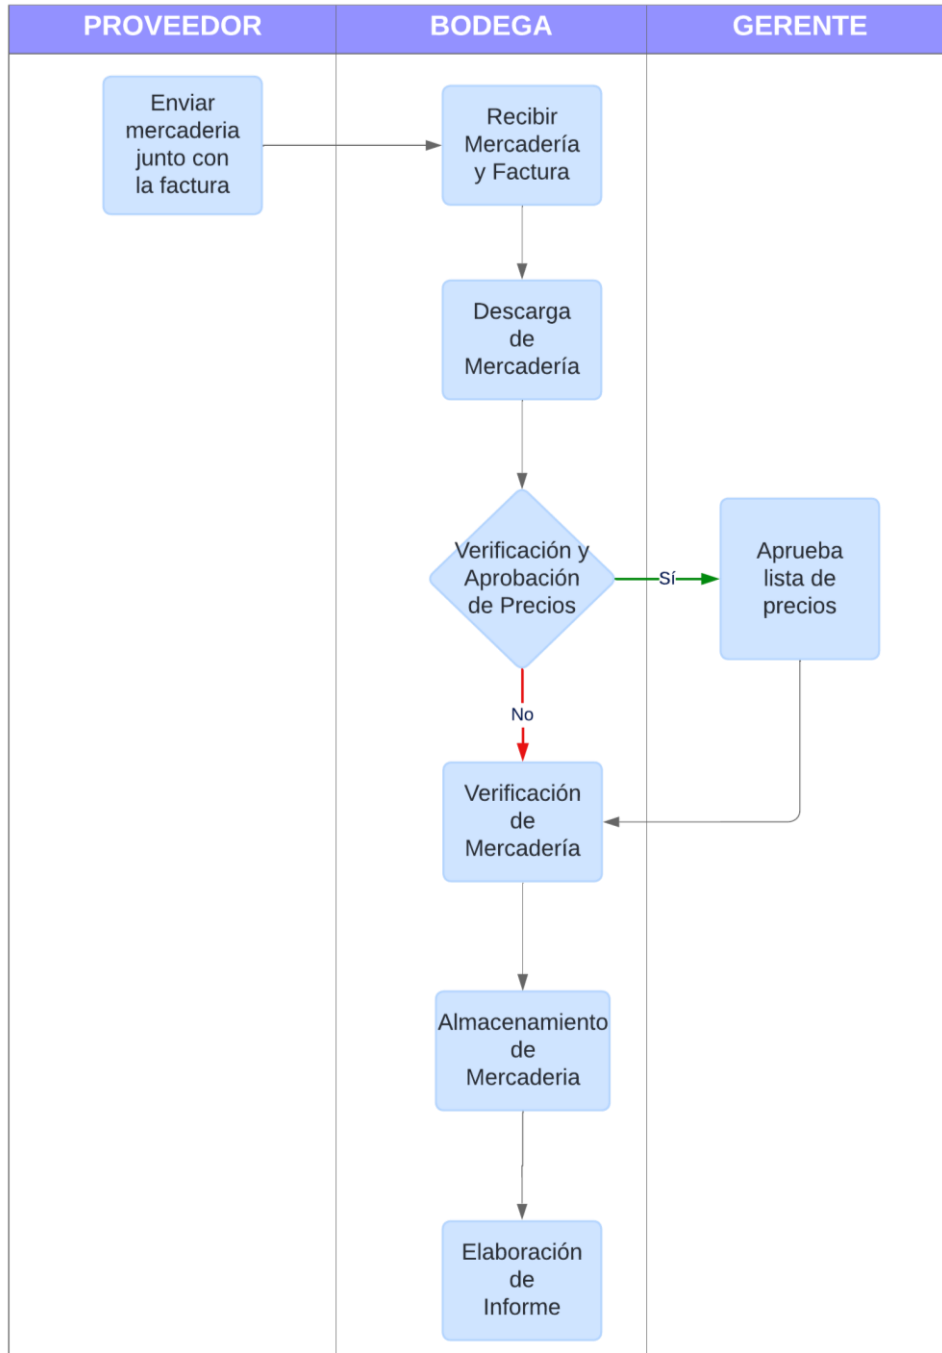 PROVEEDOR
BODEGA
GERENTE
Enviar
mercaderia
junto con
la factura
Recibir
Mercadería
y Factura
Descarga
de
Mercadería
Verificación y
Aprobación
de Precios
Sí
Aprueba
lista de
precios
No
Verificación
de
Mercadería
Almacenamiento
de
Mercaderia
Elaboración
de
Informe